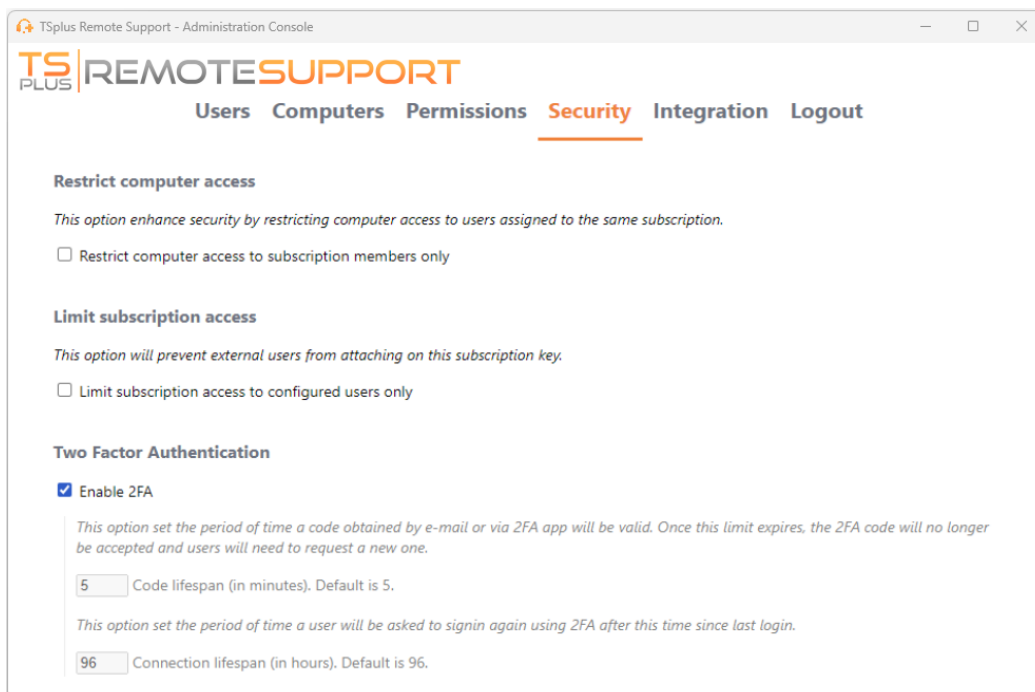 TSplus Remote Support - Administration Console
TS PLUS REMOTESUPPORT
Users Computers Permissions Security Integration Logout
Restrict computer access
This option enhance security by restricting computer access to users assigned to the same subscription.
Restrict computer access to subscription members only
Limit subscription access
This option will prevent external users from attaching on this subscription key.
Limit subscription access to configured users only
Two Factor Authentication
Enable 2FA
This option set the period of time a code obtained by e-mail or via 2FA app will be valid. Once this limit expires, the 2FA code will no longer
be accepted and users will need to request a new one.
5 Code lifespan (in minutes). Default is 5.
This option set the period of time a user will be asked to signin again using 2FA after this time since last login.
96 Connection lifespan (in hours). Default is 96.